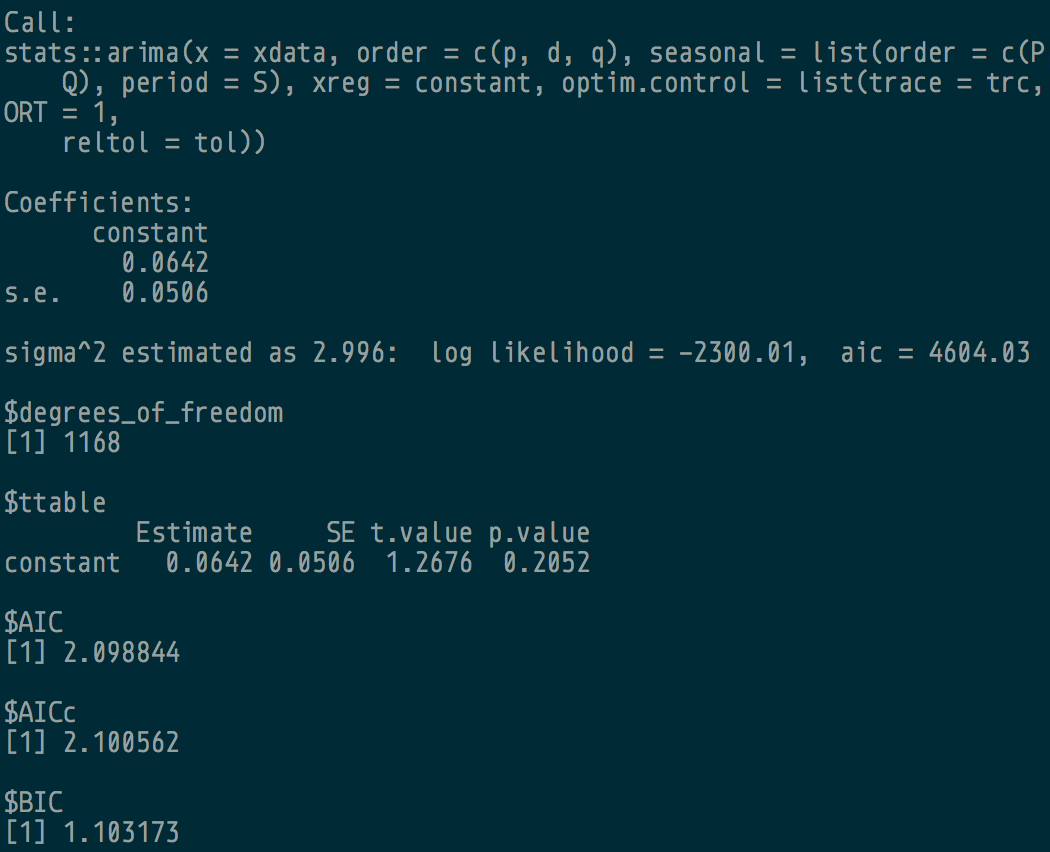 Call:
stats::arima(x = xdata, order = c(p, d, q), seasonal = list(order = c(P
    Q), period = S), xreg = constant, optim.control = list(trace = trc,
ORT = 1,
    reltol = tol))
Coefficients:
      constant
        0.0642
s.e.    0.0506
sigma^2 estimated as 2.996:  log likelihood = -2300.01,  aic = 4604.03
$degrees_of_freedom
[1] 1168
$ttable
         Estimate     SE t.value p.value
constant   0.0642 0.0506  1.2676  0.2052
$AIC
[1] 2.098844
$AICc
[1] 2.100562
$BIC
[1] 1.103173